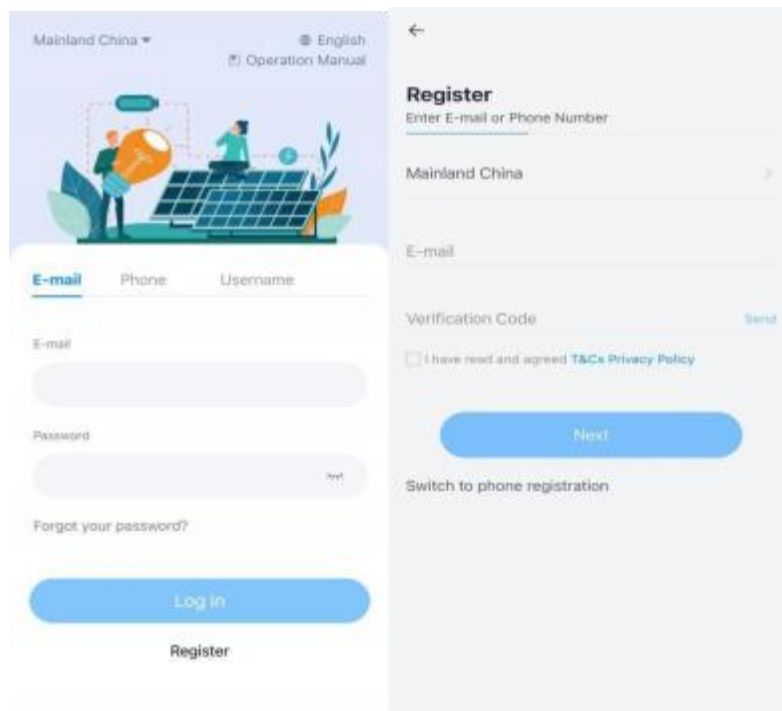 Mainland China
English
Operation Manual
E-mail Phone Username
E-mail
Password
Forgot your password?
Log In
Register
Register
Enter E-mail or Phone Number
Mainland China
E-mail
Verification Code Send
I have read and agreed T&Cs Privacy Policy
Next
Switch to phone registration